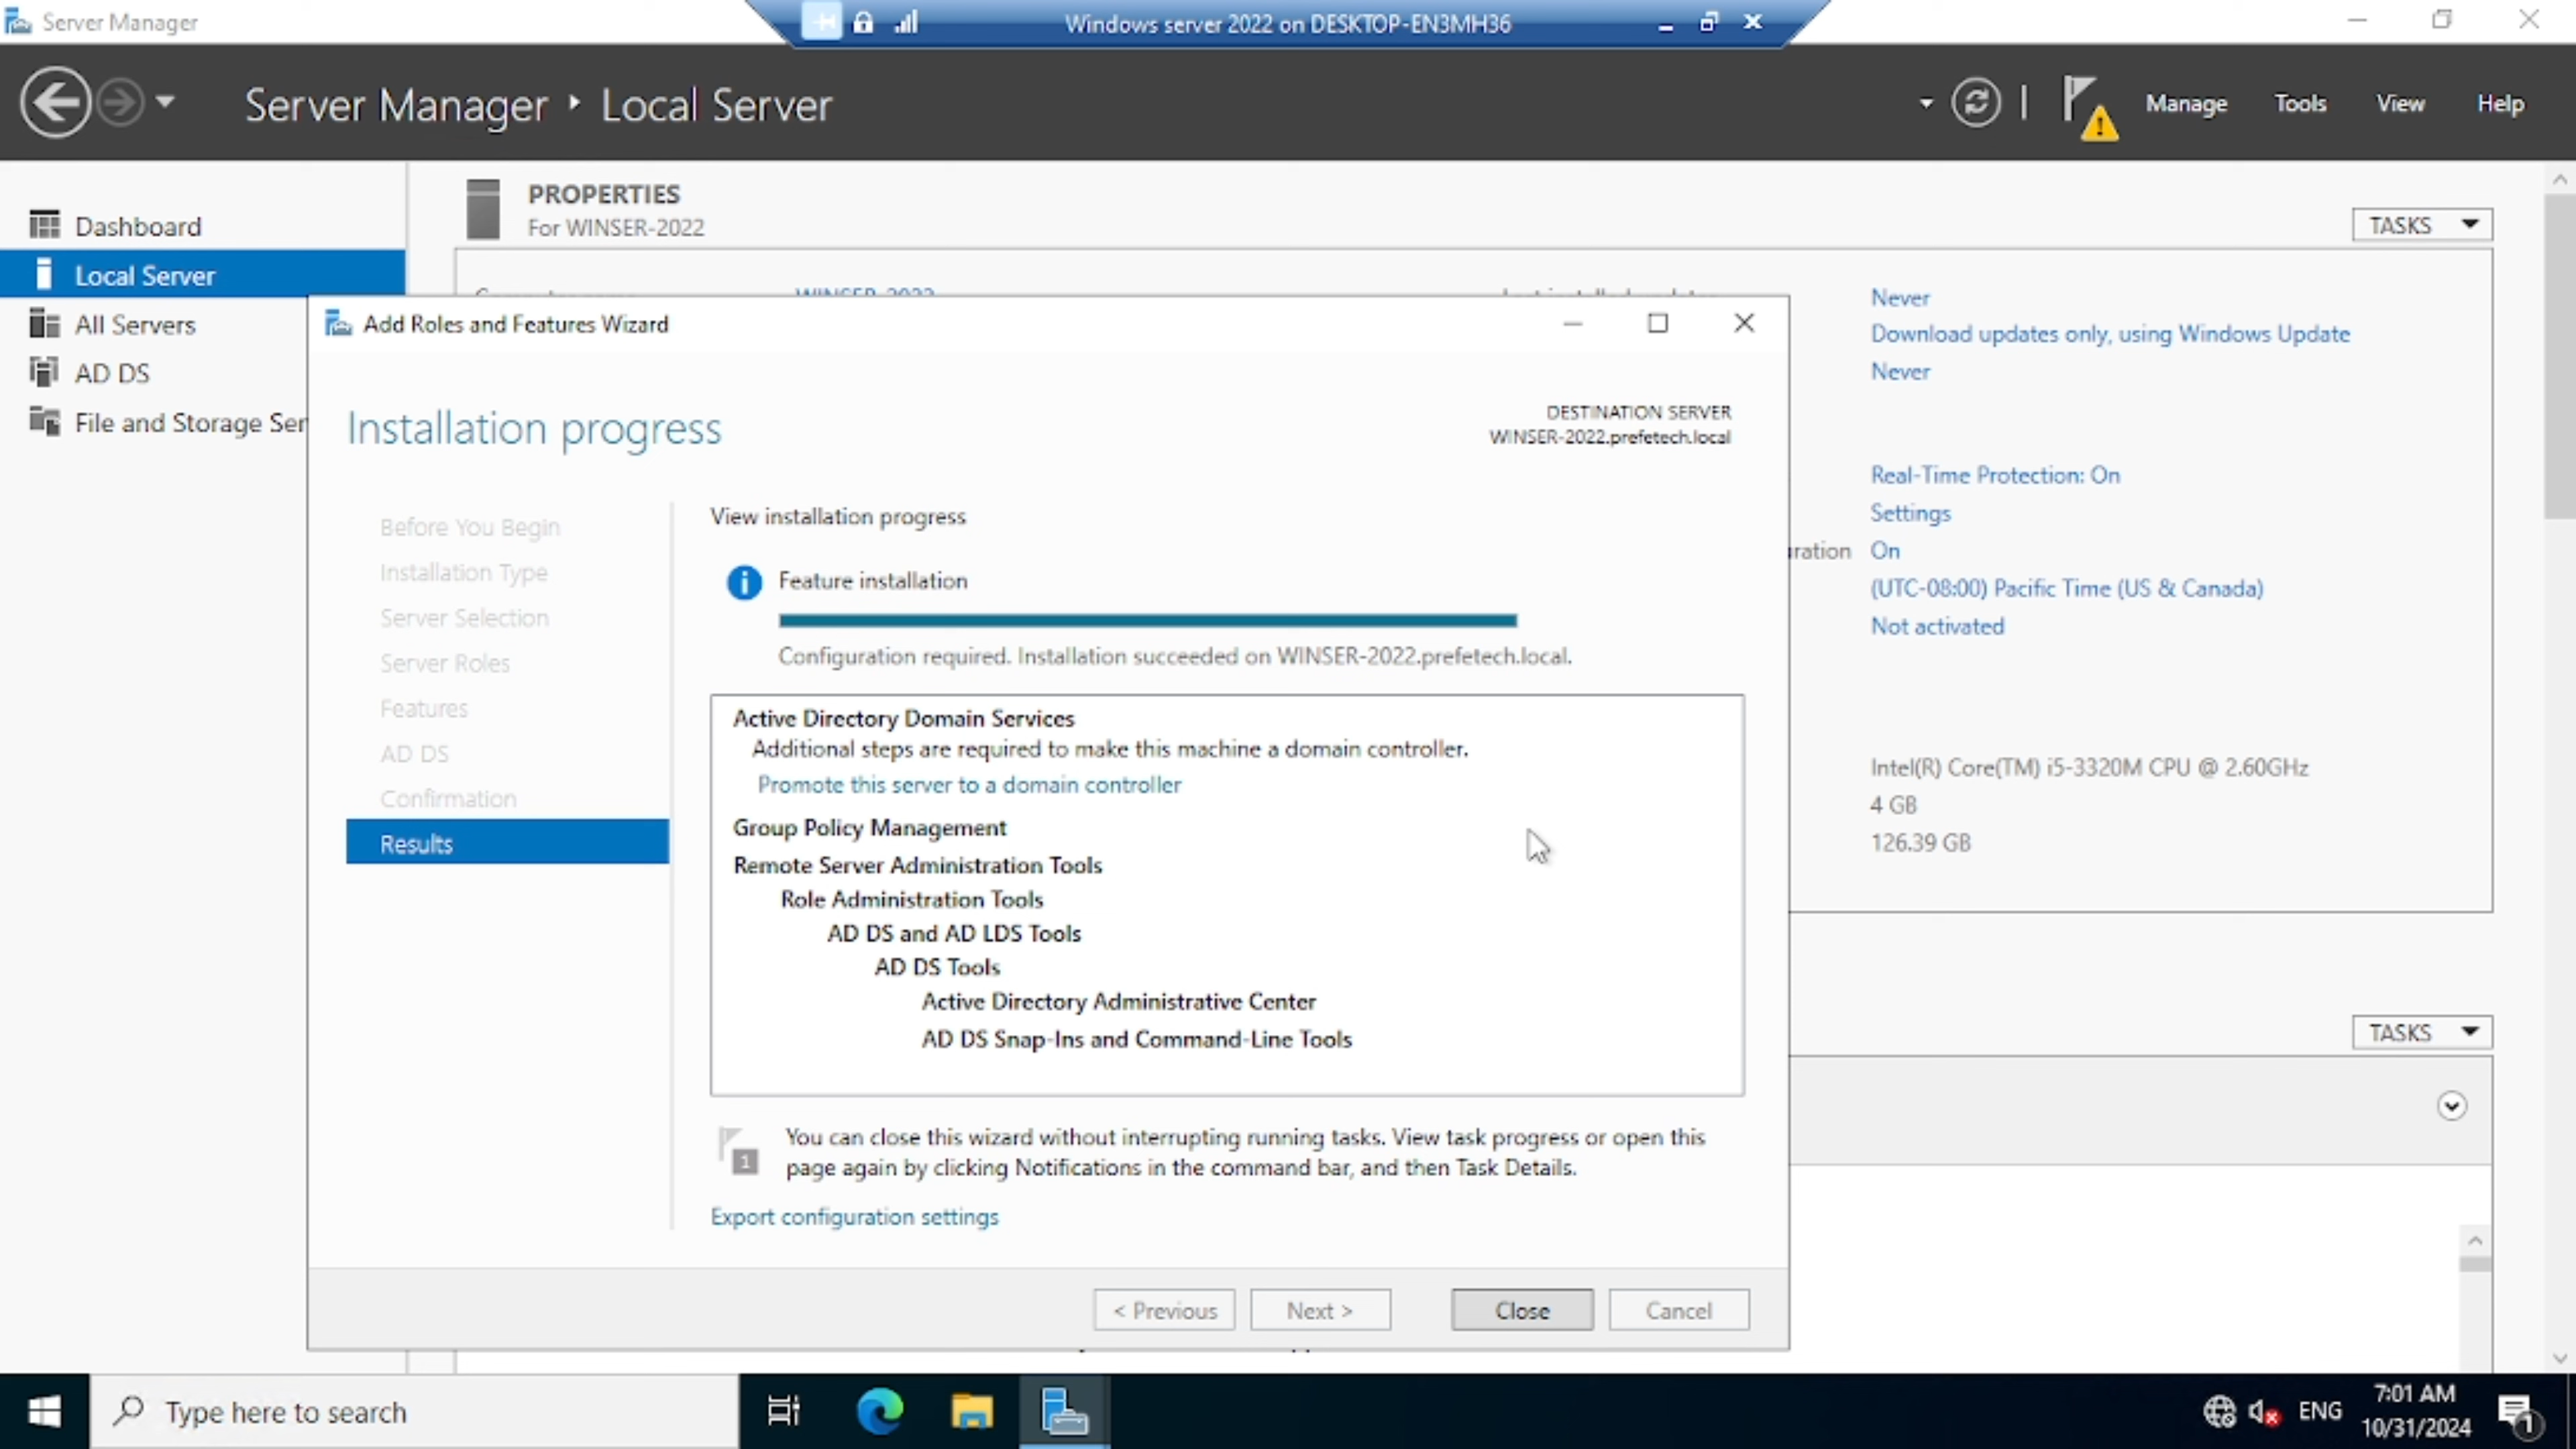 Server Manager
Windows server 2022 on DESKTOP-EN3MH36
Server Manager ‣ Local Server
Manage
Tools
View
Help
Dashboard
Local Server
All Servers
AD DS
File and Storage Ser
PROPERTIES
For WINSER-2022
TASKS
WINSER-2022
Never
Download updates only, using Windows Update
Never
Real-Time Protection: On
Settings
uration On
(UTC-08:00) Pacific Time (US & Canada)
Not activated
Intel(R) Core(TM) i5-3320M CPU @ 2.60GHz
4 GB
126.39 GB
TASKS
Add Roles and Features Wizard
Installation progress
DESTINATION SERVER
WINSER-2022.prefetech.local
Before You Begin
Installation Type
Server Selection
Server Roles
Features
AD DS
Confirmation
Results
View installation progress
Feature installation
Configuration required. Installation succeeded on WINSER-2022.prefetech.local.
Active Directory Domain Services
Additional steps are required to make this machine a domain controller.
Promote this server to a domain controller
Group Policy Management
Remote Server Administration Tools
Role Administration Tools
AD DS and AD LDS Tools
AD DS Tools
Active Directory Administrative Center
AD DS Snap-Ins and Command-Line Tools
1
You can close this wizard without interrupting running tasks. View task progress or open this
page again by clicking Notifications in the command bar, and then Task Details.
Export configuration settings
< Previous
Next >
Close
Cancel
Type here to search
ENG
7:01 AM
10/31/2024
1